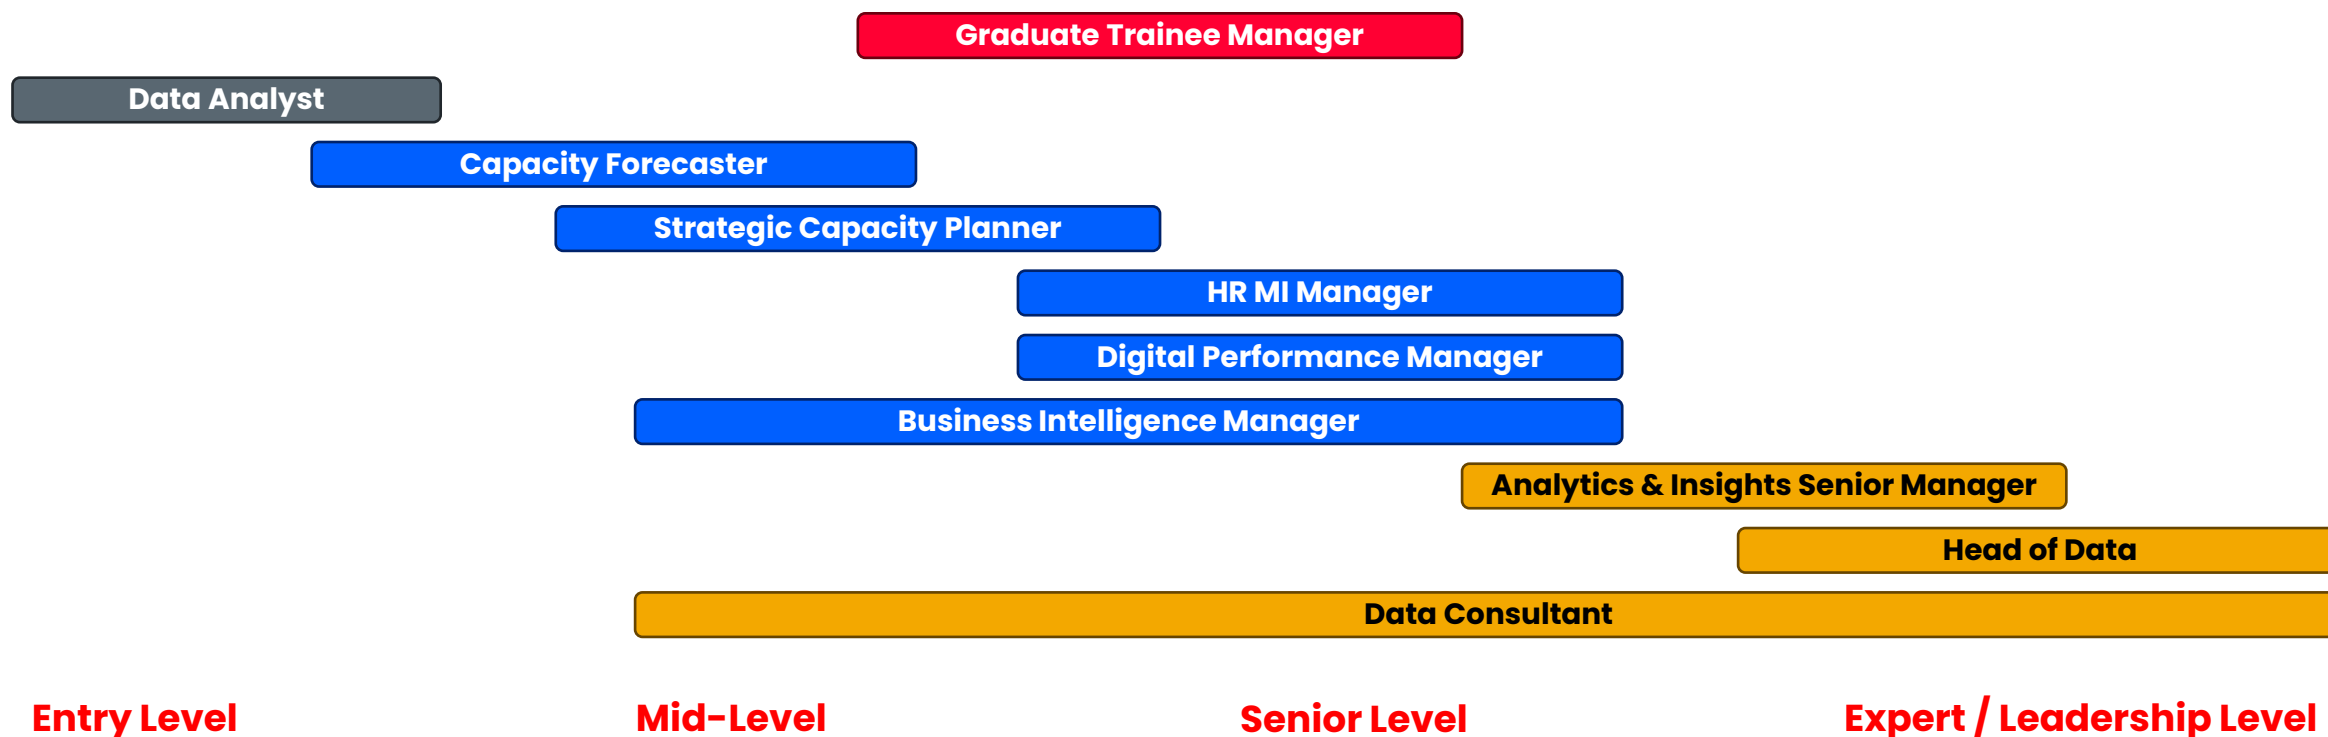 Graduate Trainee Manager
Data Analyst
Capacity Forecaster
Strategic Capacity Planner
HR MI Manager
Digital Performance Manager
Business Intelligence Manager
Analytics & Insights Senior Manager
Head of Data
Data Consultant
Entry Level
Mid-Level
Senior Level
Expert / Leadership Level